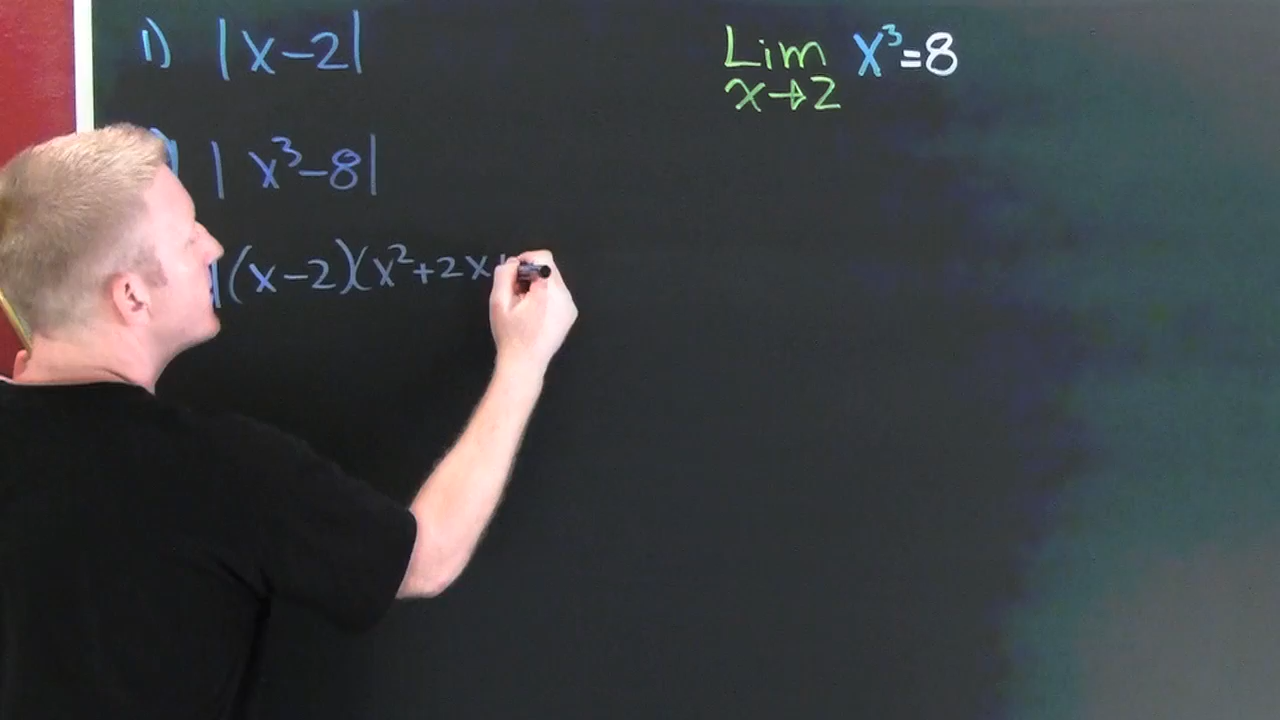 1) |x-2|
Lim x³=8
x→2
) | x³-8|
|(x-2)(x²+2x